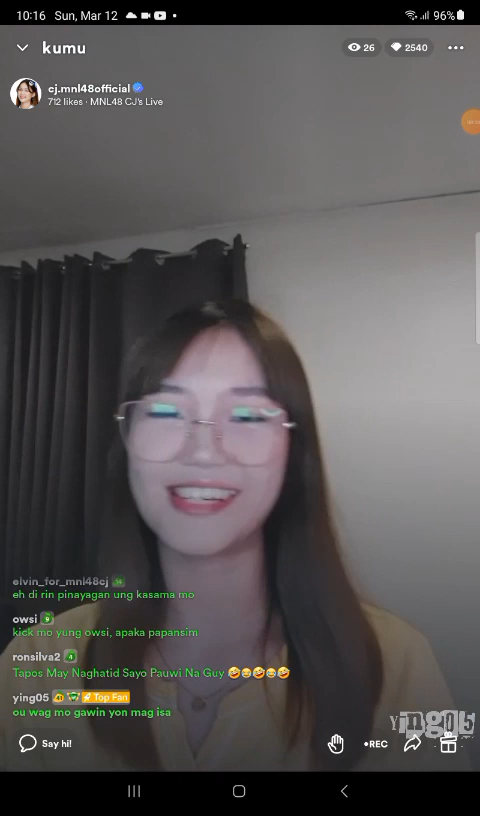 10:16 Sun, Mar 12 96%
kumu 26 2540
cj.mnl48official
712 likes · MNL48 CJ's Live
elvin_for_mnl48cj
eh di rin pinayagan ung kasama mo
owsi 9
kick mo yung owsi, apaka papansim
ronsilva2 4
Tapos May Naghatid Sayo Pauwi Na Guy 🤣😂🤣😂🤣
ying05 Top Fan
ou wag mo gawin yon mag isa
Say hi! •REC